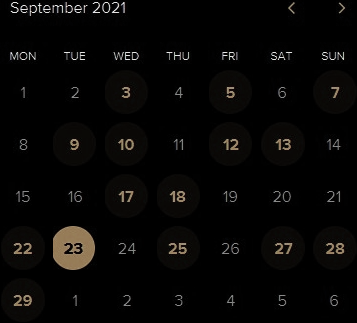 September 2021
MON TUE WED THU FRI SAT SUN
1 2 3 4 5 6 7
8 9 10 11 12 13 14
15 16 17 18 19 20 21
22 23 24 25 26 27 28
29 1 2 3 4 5 6